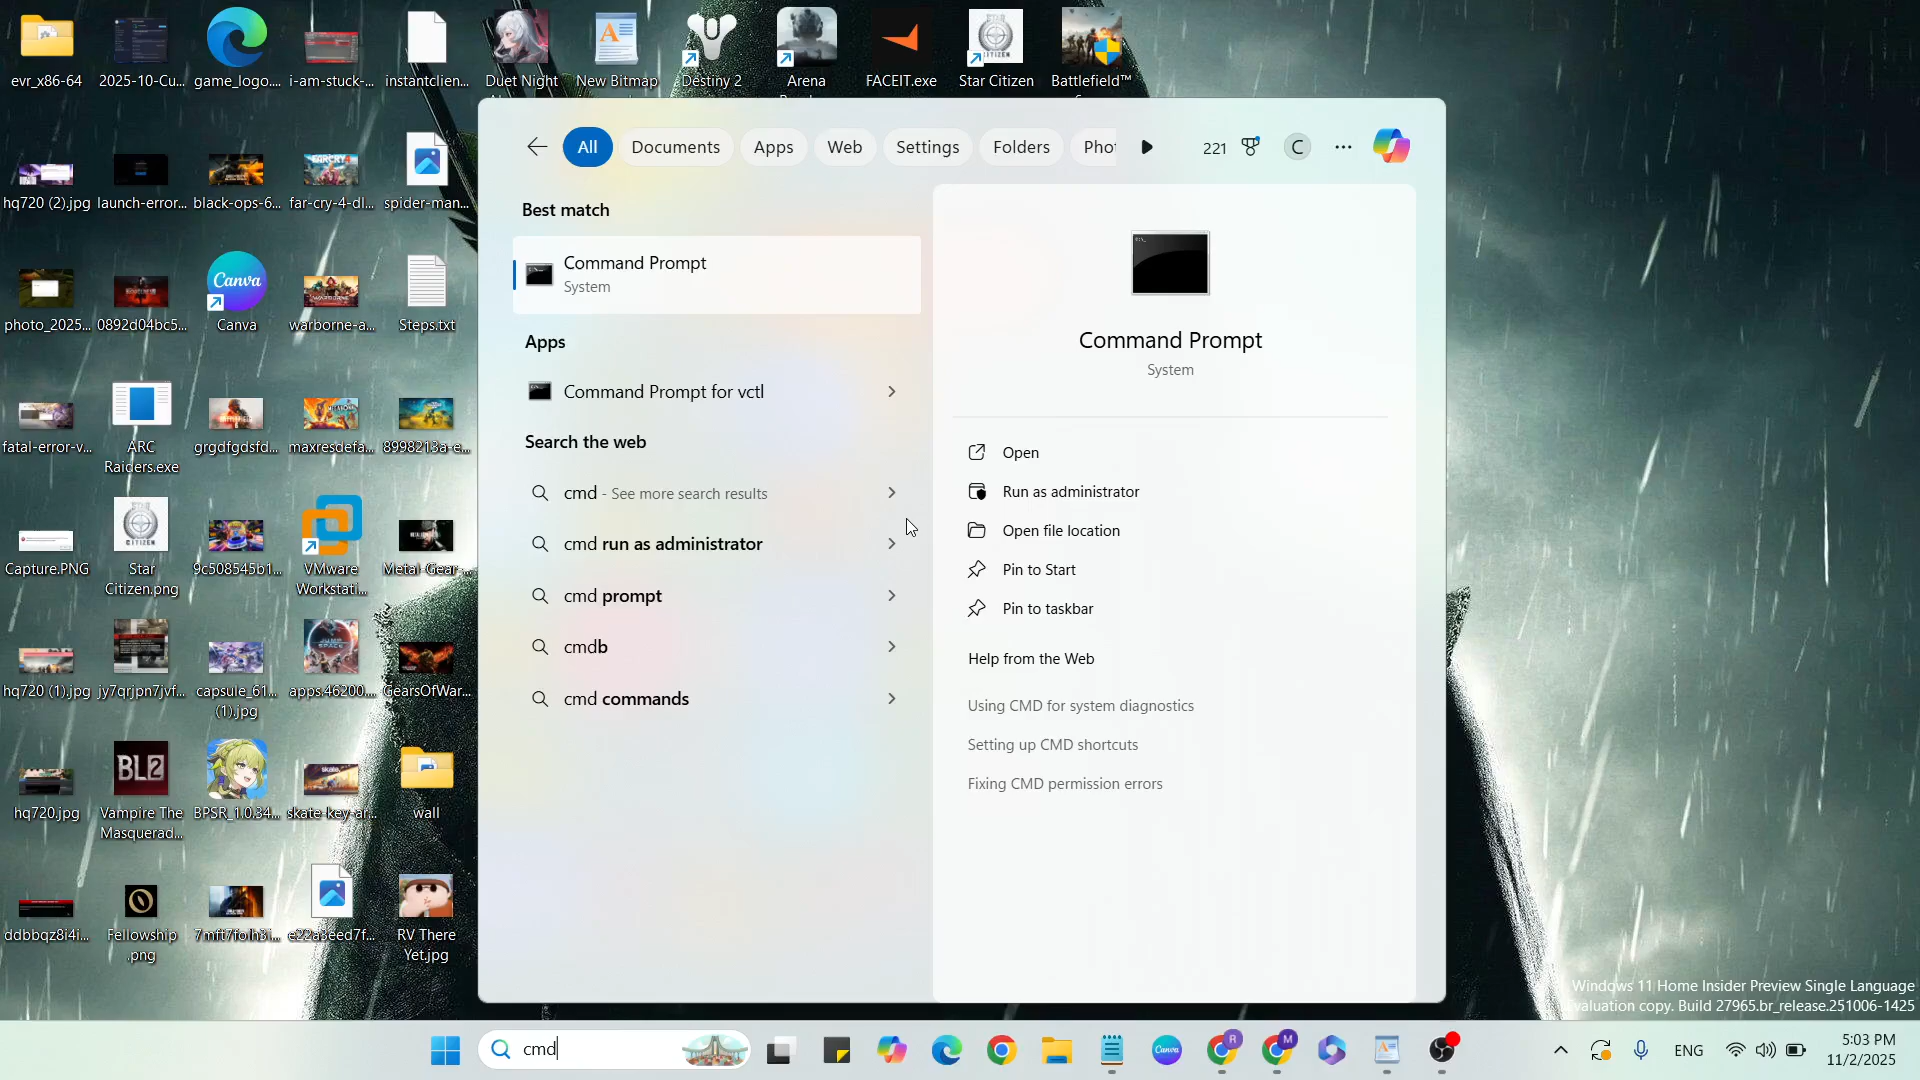 evr_x86-64
2025-10-Cu...
game_logo....
i-am-stuck-...
instantclien...
Duet Night
New Bitmap
Destiny 2
Arena
FACEIT.exe
Star Citizen
Battlefield™
hq720 (2).jpg
launch-error...
black-ops-6...
far-cry-4-dl...
spider-man...
photo_2025...
0892d04bc5...
Canva
Canva
warborne-a...
Steps.txt
fatal-error-v...
ARC
Raiders.exe
grgdfgdsfd...
maxresdefa...
8998213a-e...
Capture.PNG
Star
Citizen.png
9c508545b1...
VMware
Workstati...
Metal-Gear-...
hq720 (1).jpg
jy7qrjpn7jvf...
capsule_61...
(1).jpg
apps.46200....
GearsOfWar...
hq720.jpg
BL2
Vampire The
Masquerad...
BPSR_1.0.34...
skate-key-ar...
wall
ddbbqz8i4i...
Fellowship
.png
7mft7foih3i...
e22a3eed7f...
RV There
Yet.jpg
All
Documents
Apps
Web
Settings
Folders
Phot
221
C
Best match
Command Prompt
System
Apps
Command Prompt for vctl
Search the web
cmd - See more search results
cmd run as administrator
cmd prompt
cmdb
cmd commands
Command Prompt
System
Open
Run as administrator
Open file location
Pin to Start
Pin to taskbar
Help from the Web
Using CMD for system diagnostics
Setting up CMD shortcuts
Fixing CMD permission errors
Windows 11 Home Insider Preview Single Language
Evaluation copy. Build 27965.br_release.251006-1425
cmd
Canva
R
M
ENG
5:03 PM
11/2/2025